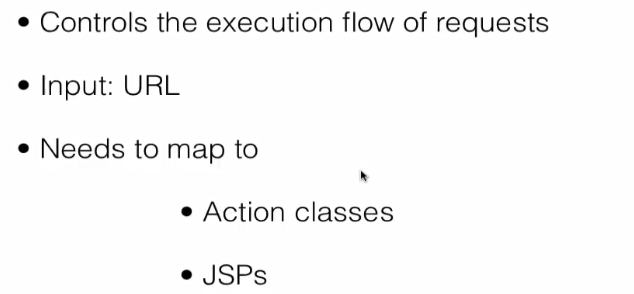 • Controls the execution flow of requests
• Input: URL
• Needs to map to
• Action classes
• JSPs